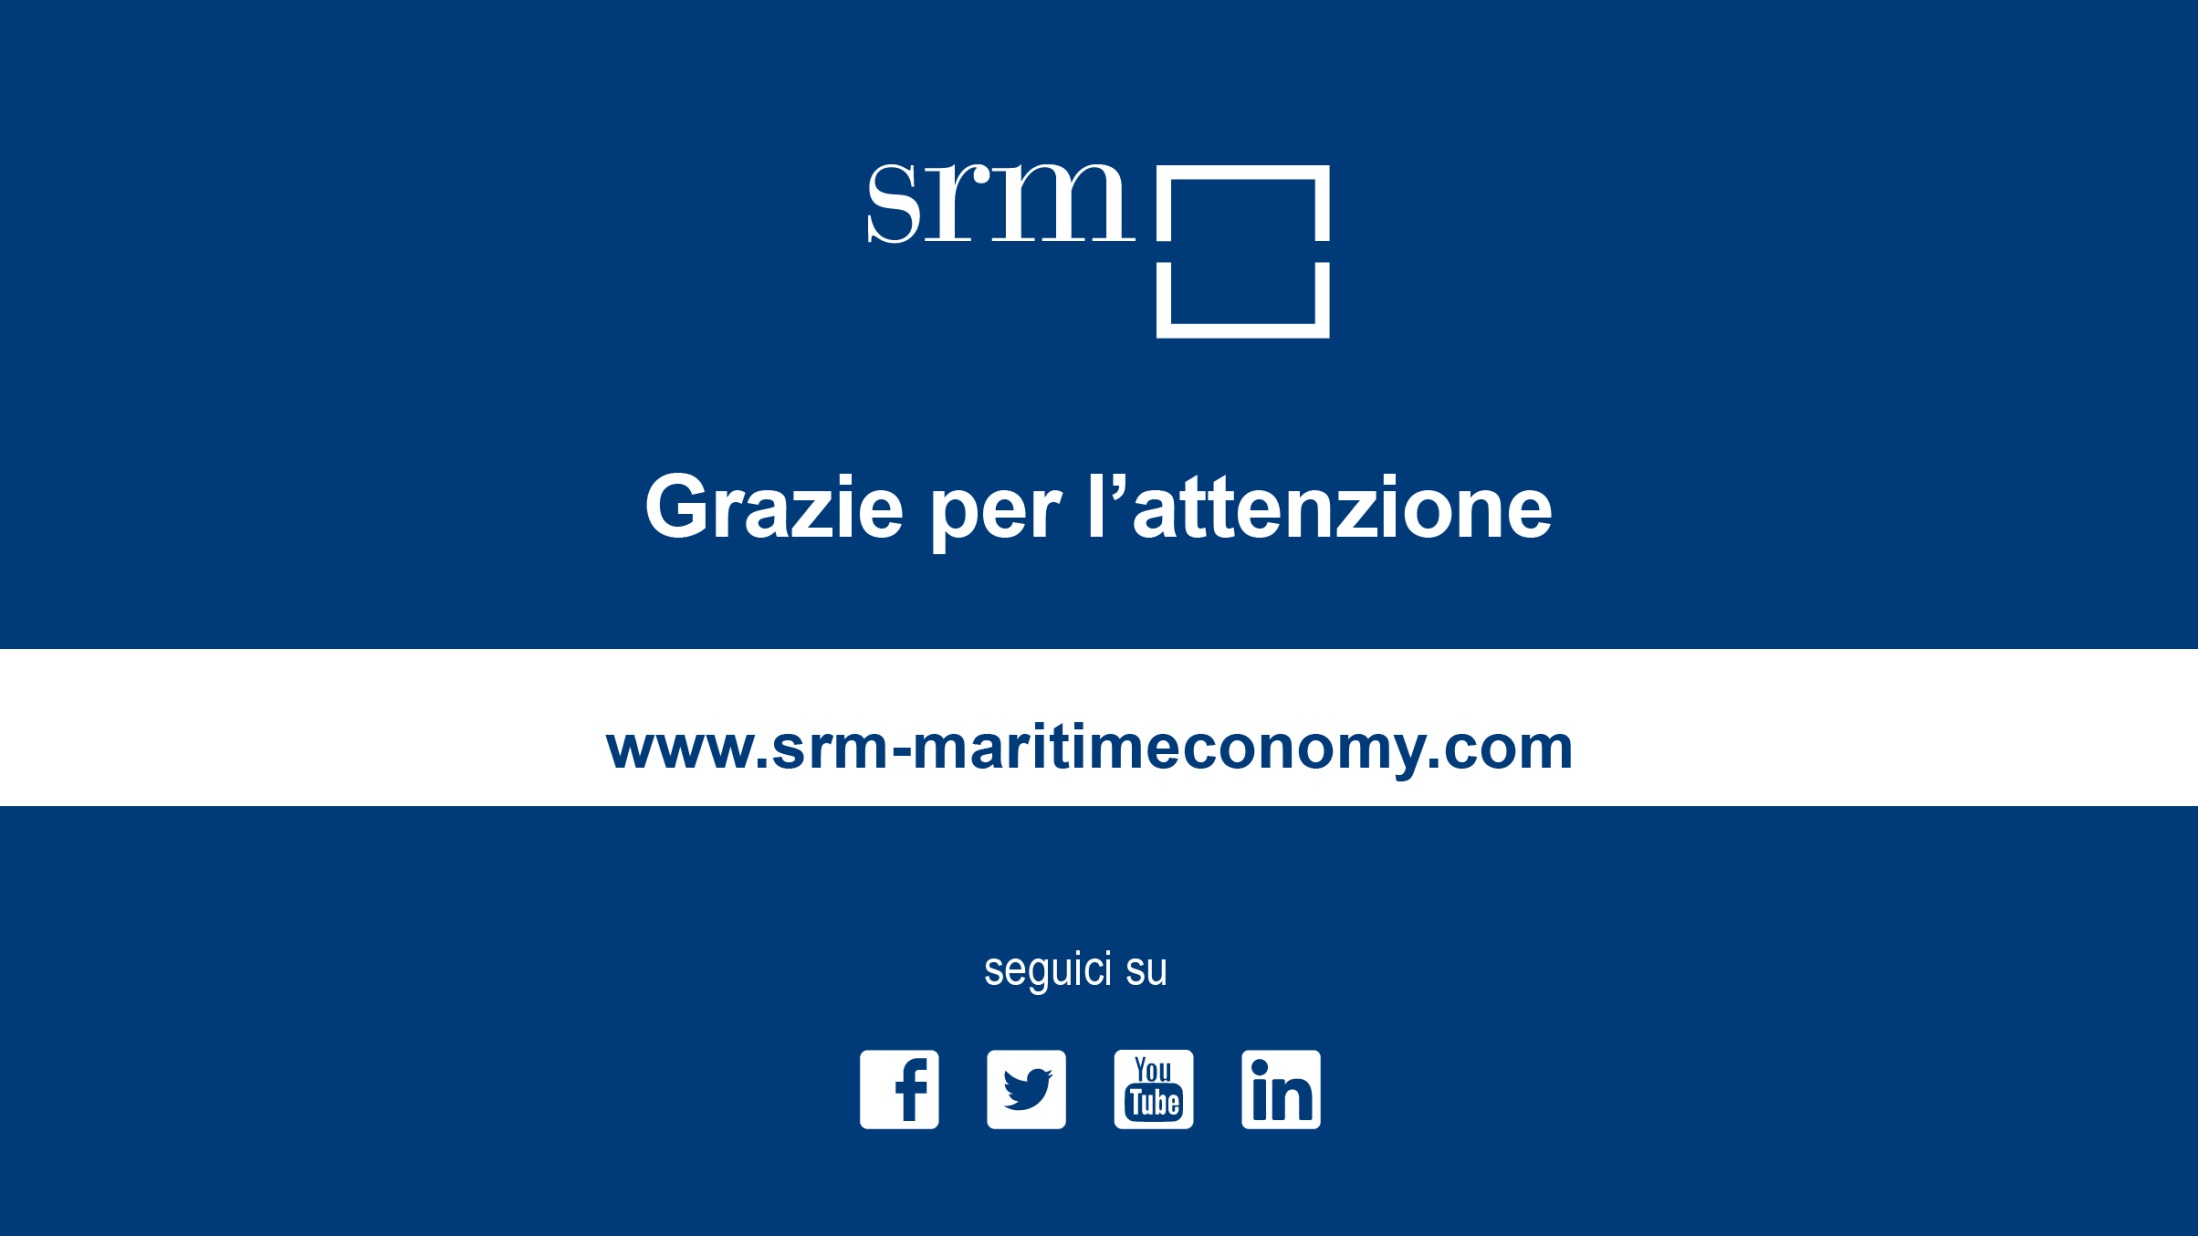 srm
Grazie per l’attenzione
www.srm-maritimeconomy.com
seguici su
f
You
Tube
in